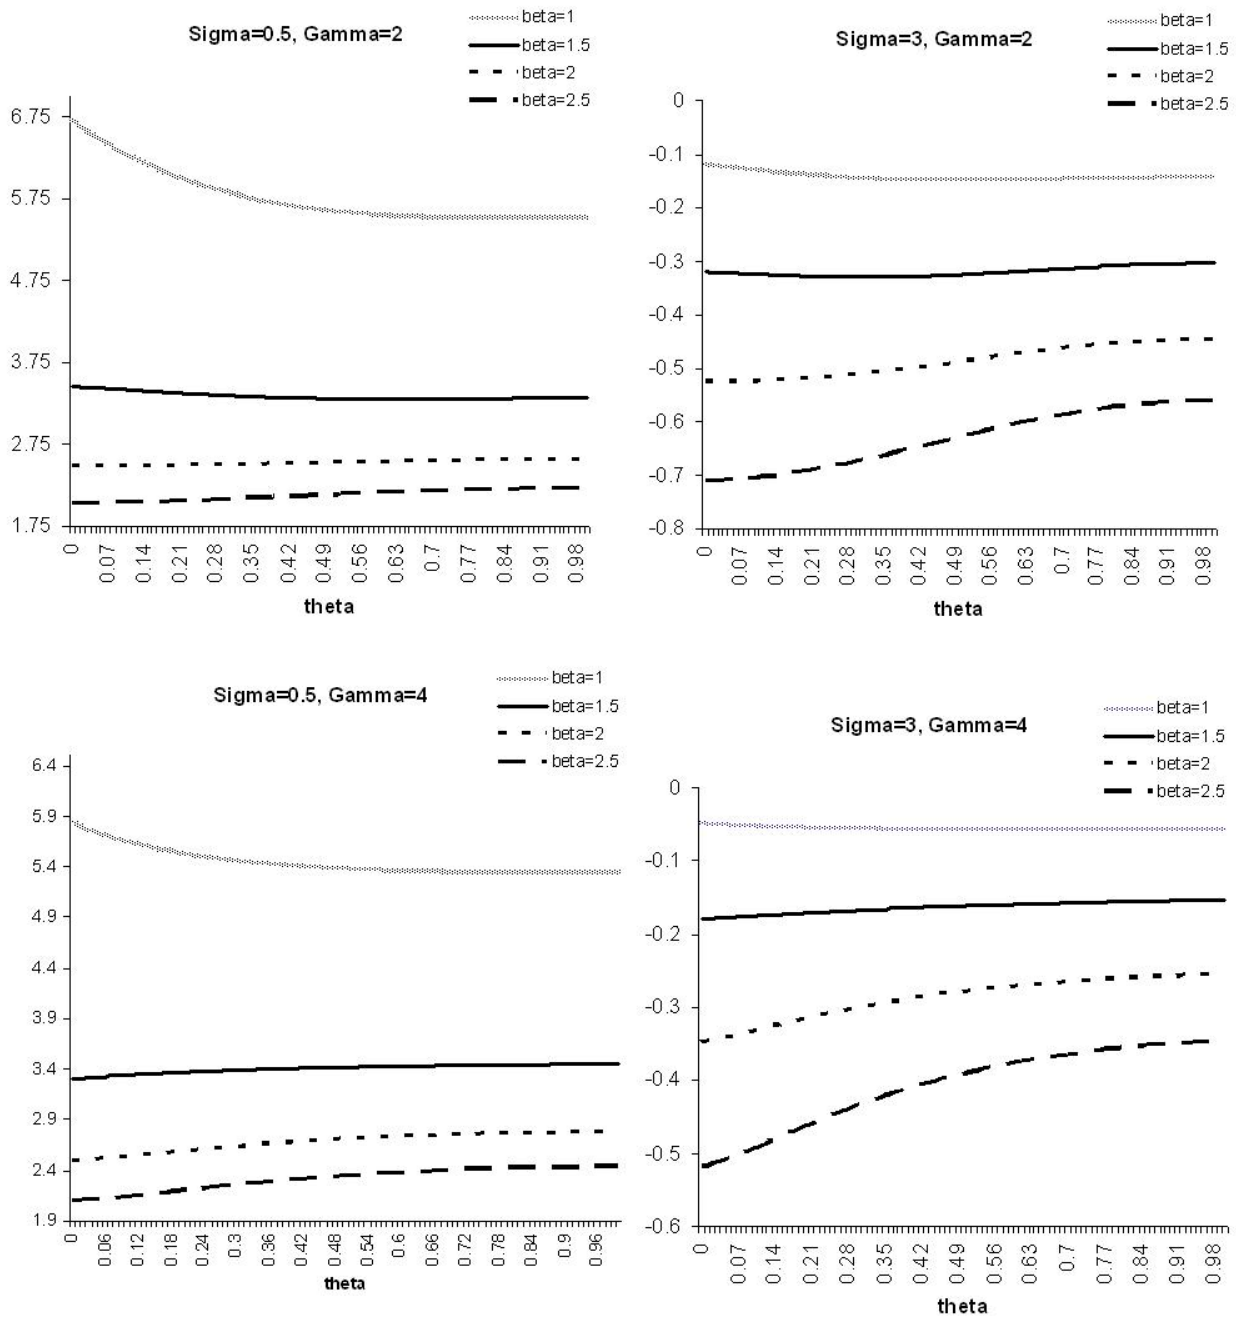 Sigma=0.5, Gamma=2
beta=1
beta=1.5
beta=2
beta=2.5
6.75
5.75
4.75
3.75
2.75
1.75
0 0.07 0.14 0.21 0.28 0.35 0.42 0.49 0.56 0.63 0.7 0.77 0.84 0.91 0.98
theta
Sigma=3, Gamma=2
beta=1
beta=1.5
beta=2
beta=2.5
0
-0.1
-0.2
-0.3
-0.4
-0.5
-0.6
-0.7
-0.8
0 0.07 0.14 0.21 0.28 0.35 0.42 0.49 0.56 0.63 0.7 0.77 0.84 0.91 0.98
theta
Sigma=0.5, Gamma=4
beta=1
beta=1.5
beta=2
beta=2.5
6.4
5.9
5.4
4.9
4.4
3.9
3.4
2.9
2.4
1.9
0 0.06 0.12 0.18 0.24 0.3 0.36 0.42 0.48 0.54 0.6 0.66 0.72 0.78 0.84 0.9 0.96
theta
Sigma=3, Gamma=4
beta=1
beta=1.5
beta=2
beta=2.5
0
-0.1
-0.2
-0.3
-0.4
-0.5
-0.6
0 0.07 0.14 0.21 0.28 0.35 0.42 0.49 0.56 0.63 0.7 0.77 0.84 0.91 0.98
theta